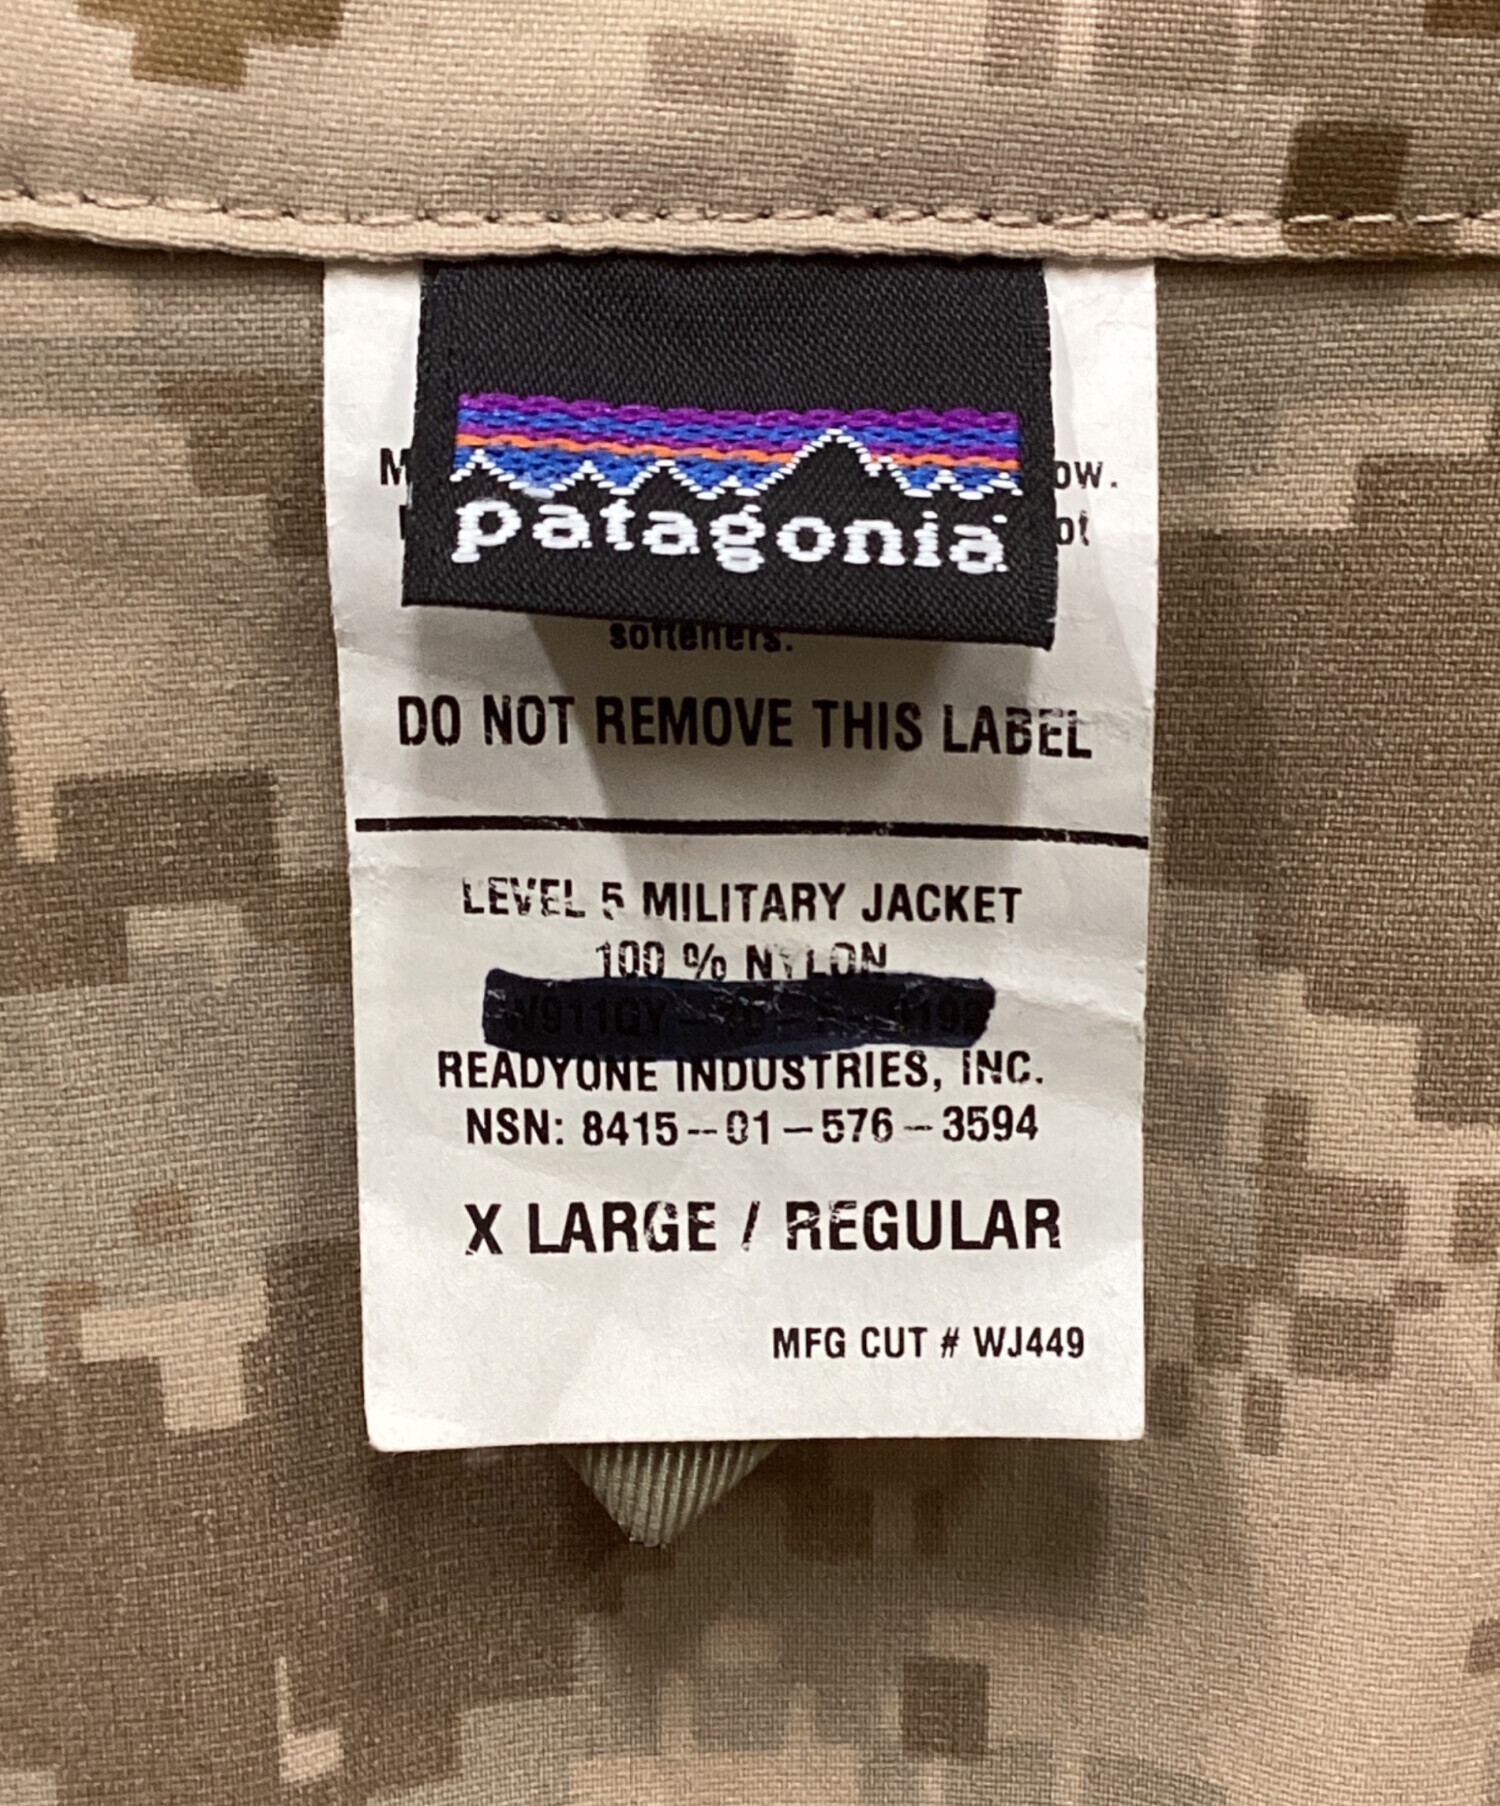 patagonia
softeners.
DO NOT REMOVE THIS LABEL
LEVEL 5 MILITARY JACKET
100 % NYLON
READYONE INDUSTRIES, INC.
NSN: 8415-01-576-3594
X LARGE / REGULAR
MFG CUT # WJ449